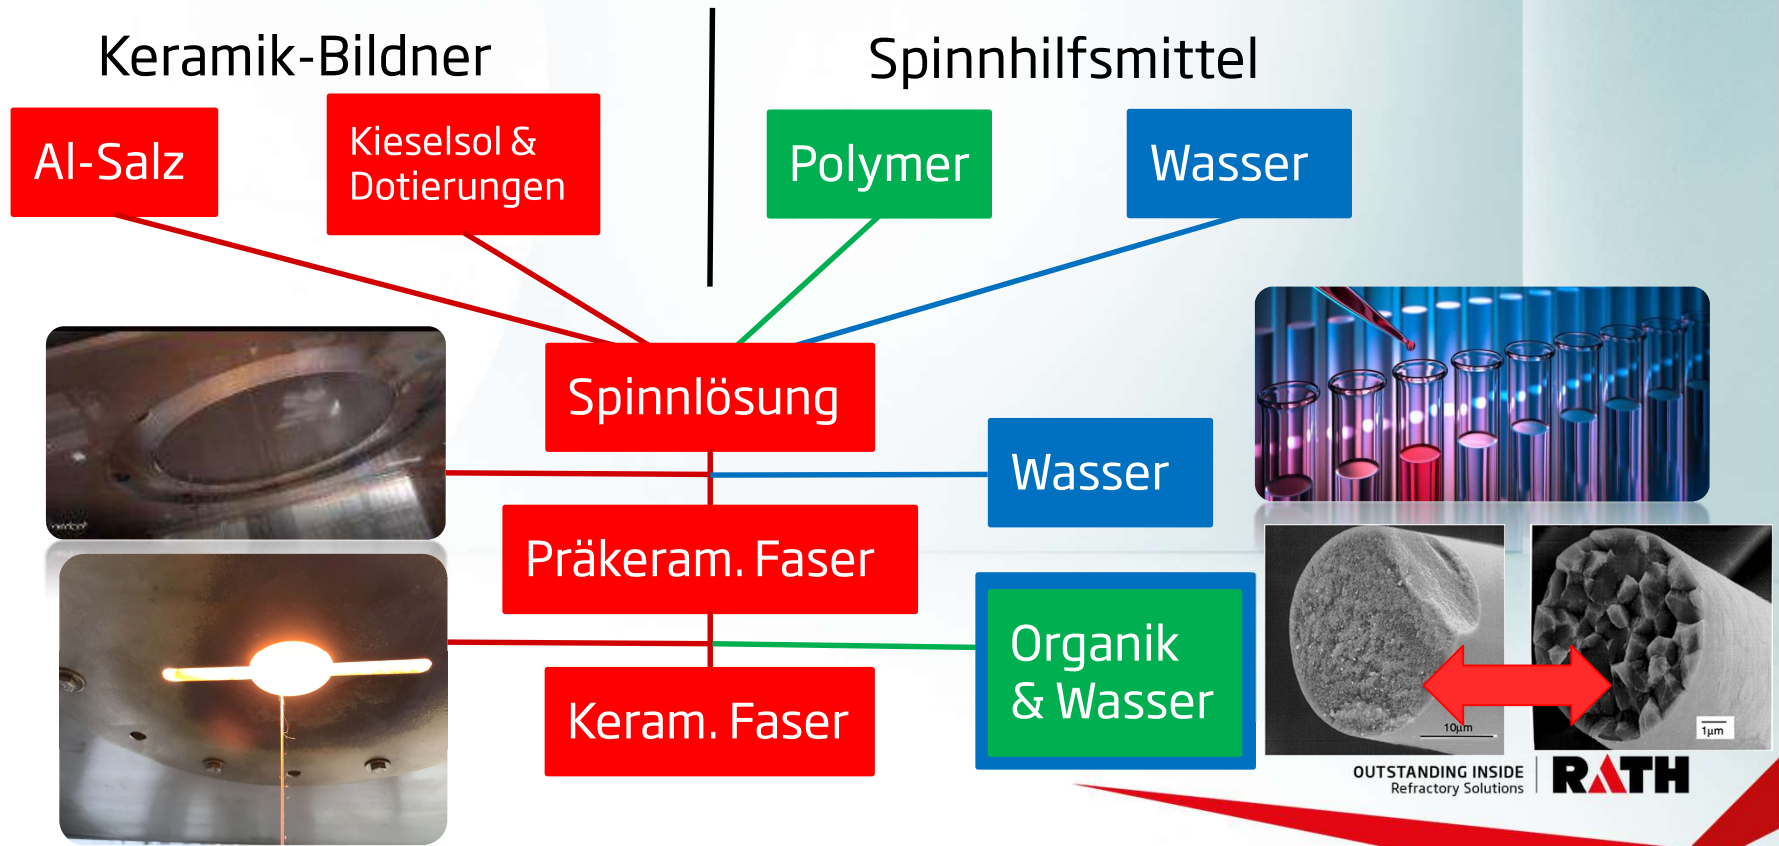 Keramik-Bildner
Spinnhilfsmittel
Al-Salz
Kieselsol &
Dotierungen
Polymer
Wasser
Spinnlösung
Wasser
Präkeram. Faser
Organik
& Wasser
Keram. Faser
10µm
1µm
OUTSTANDING INSIDE
Refractory Solutions
RATH